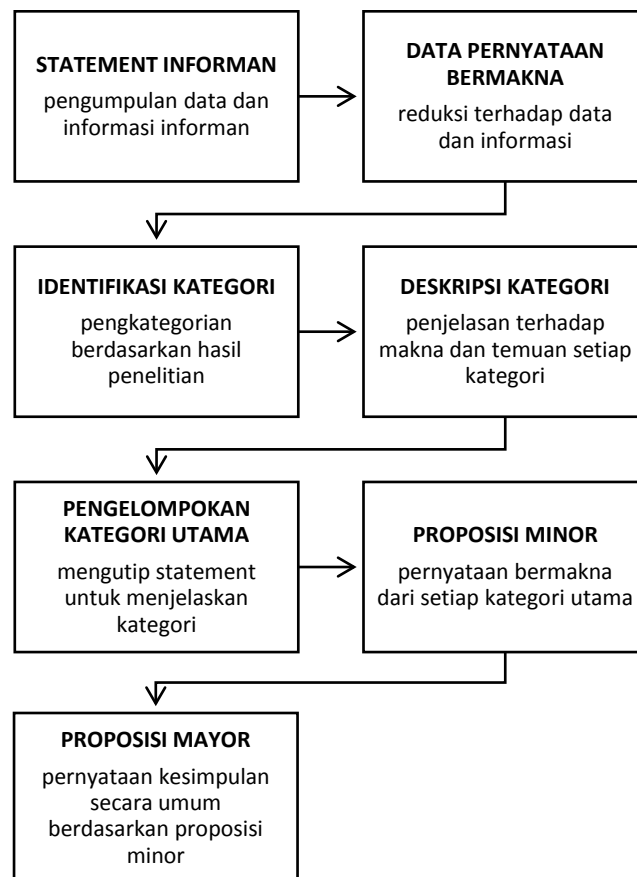 STATEMENT INFORMAN
pengumpulan data dan
informasi informan
DATA PERNYATAAN
BERMAKNA
reduksi terhadap data
dan informasi
IDENTIFIKASI KATEGORI
pengkategorian
berdasarkan hasil
penelitian
DESKRIPSI KATEGORI
penjelasan terhadap
makna dan temuan setiap
kategori
PENGELOMPOKAN
KATEGORI UTAMA
mengutip statement
untuk menjelaskan
kategori
PROPOSISI MINOR
pernyataan bermakna
dari setiap kategori utama
PROPOSISI MAYOR
pernyataan kesimpulan
secara umum
berdasarkan proposisi
minor